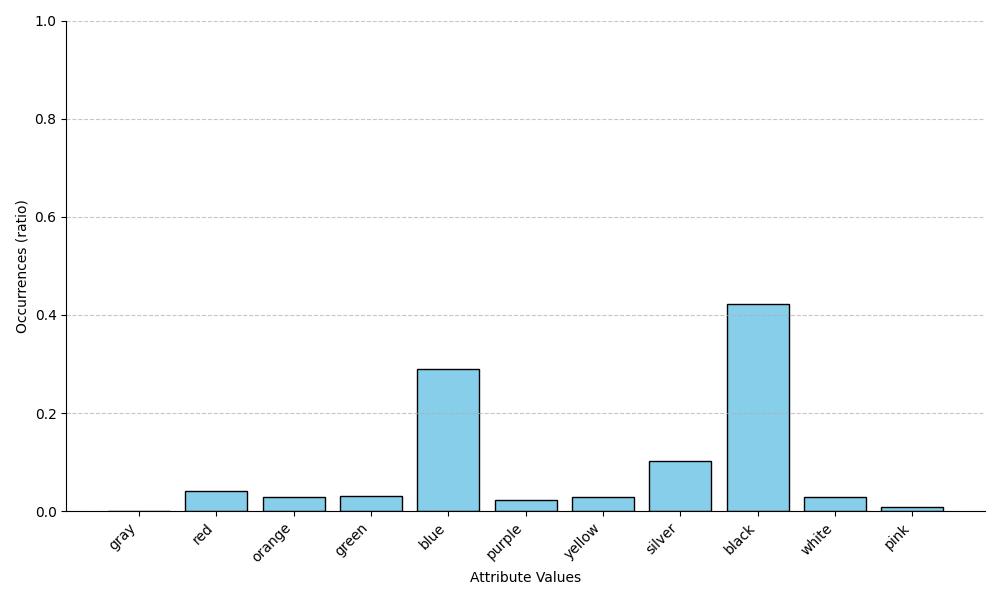 1.0
0.8
0.6
0.4
0.2
0.0
Occurrences (ratio)
gray
red
orange
green
blue
purple
yellow
silver
black
white
pink
Attribute Values